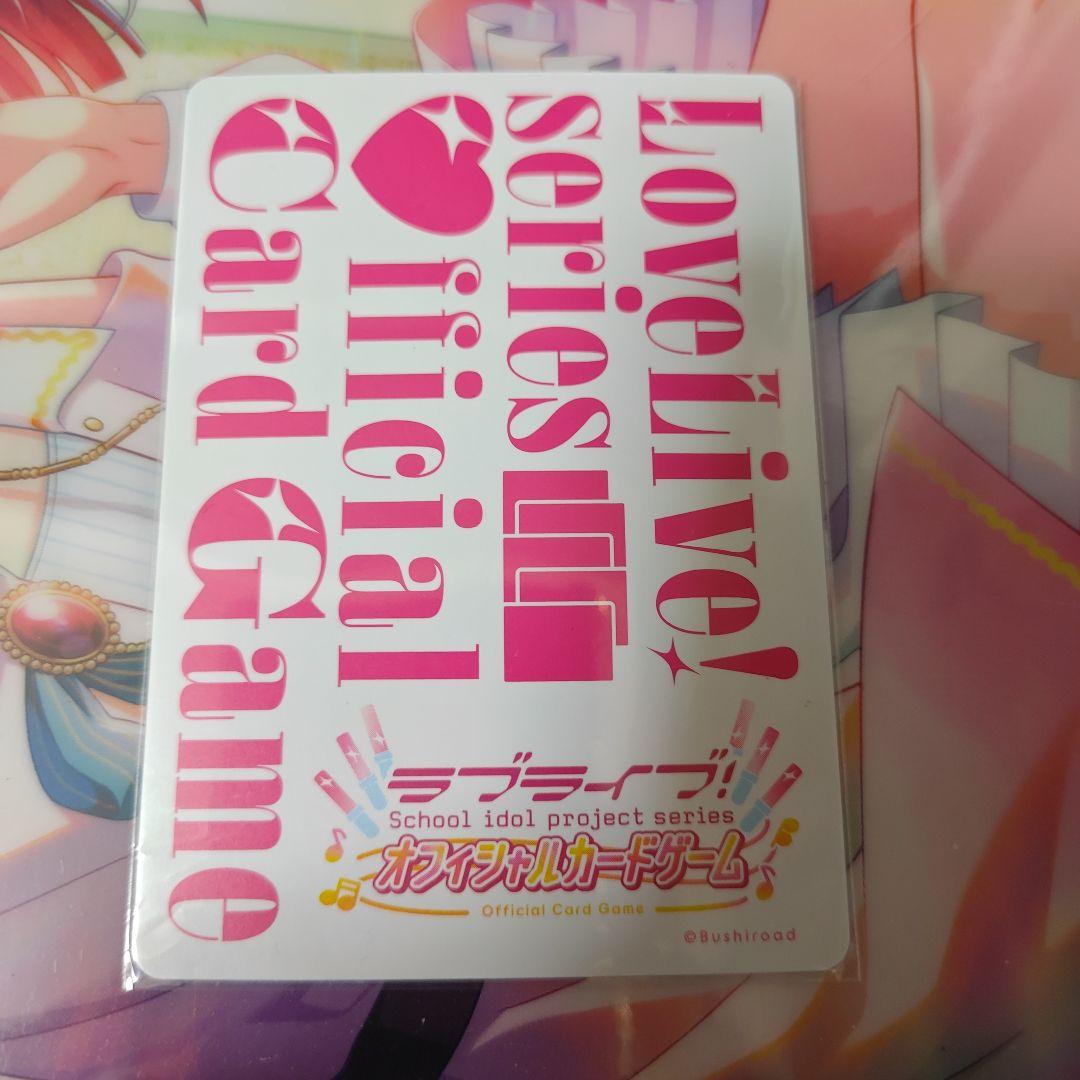 LoveLive!
series
Official
Card Game
ラブライブ!
School idol project series
オフィシャルカードゲーム
Official Card Game
©Bushiroad